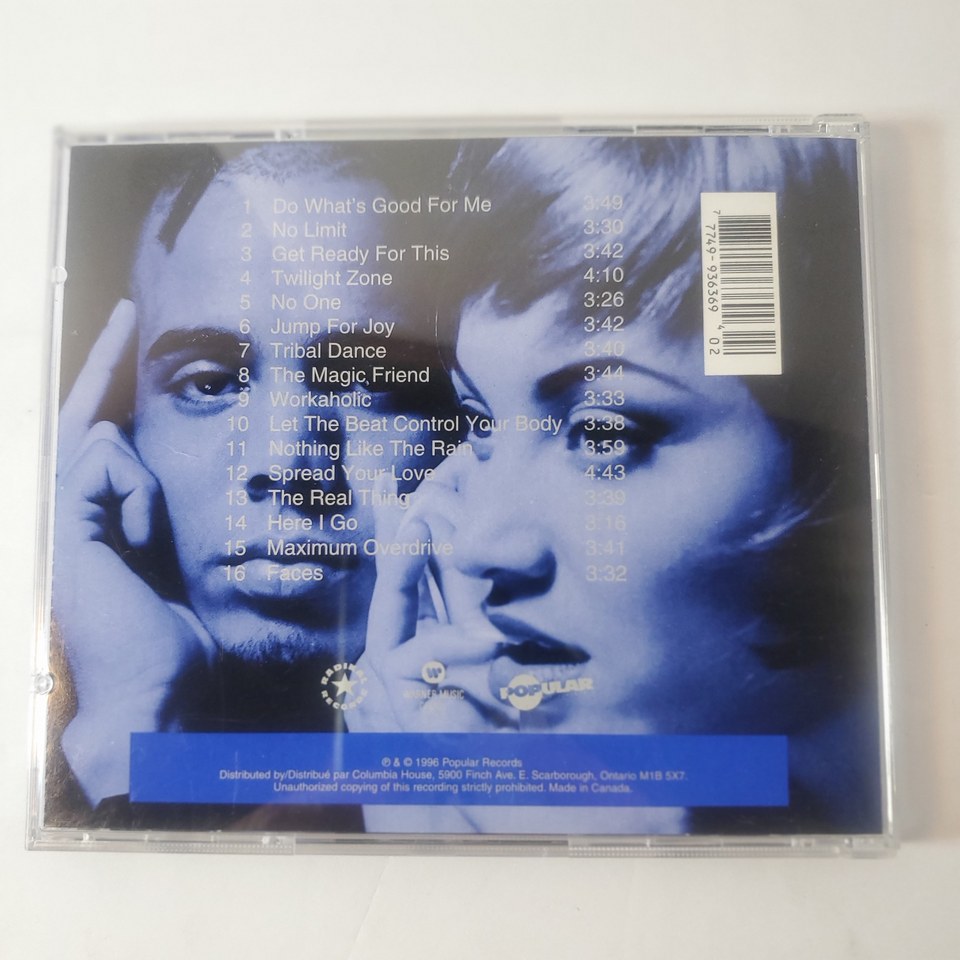 1 Do What's Good For Me 3:49
2 No Limit 3:30
3 Get Ready For This 3:42
4 Twilight Zone 4:10
5 No One 3:26
6 Jump For Joy 3:42
7 Tribal Dance 3:40
8 The Magic Friend 3:44
9 Workaholic 3:33
10 Let The Beat Control Your Body 3:38
11 Nothing Like The Rain 3:59
12 Spread Your Love 4:43
13 The Real Thing 3:39
14 Here I Go 3:16
15 Maximum Overdrive 3:41
16 Faces 3:32
7 7749-936369 4 02
RADIKAL RECORDS
WARNER MUSIC
POPULAR
℗ & © 1996 Popular Records
Distributed by/Distribué par Columbia House, 5900 Finch Ave. E. Scarborough, Ontario M1B 5X7.
Unauthorized copying of this recording strictly prohibited. Made in Canada.